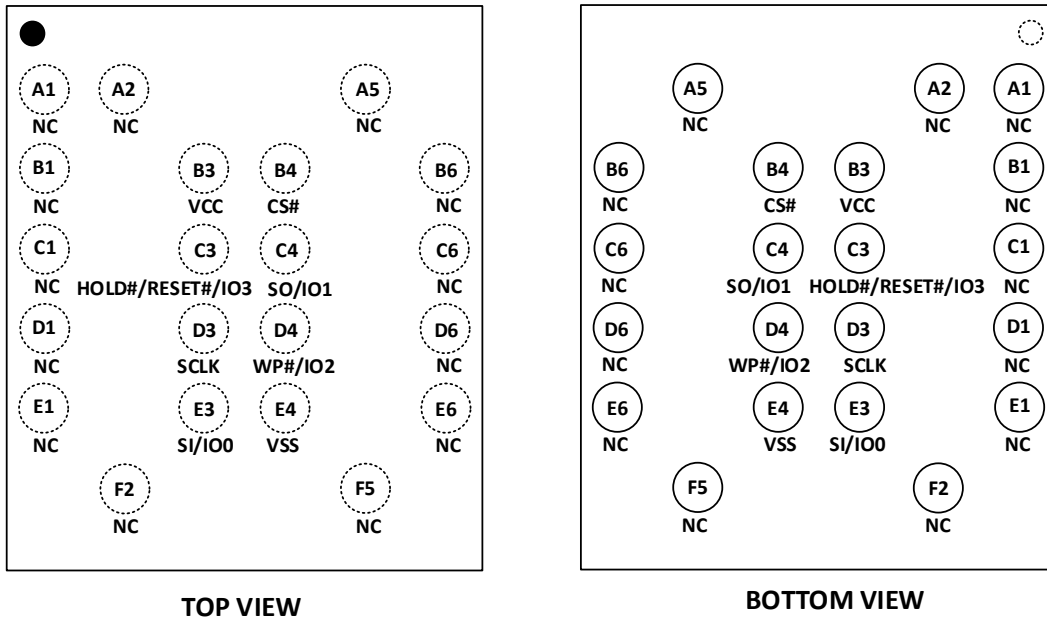 A1 A2 A5 A5 A2 A1
NC NC NC NC NC NC
B1 B3 B4 B6 B6 B4 B3 B1
NC VCC CS# NC NC CS# VCC NC
C1 C3 C4 C6 C6 C4 C3 C1
NC HOLD#/RESET#/IO3 SO/IO1 NC NC SO/IO1 HOLD#/RESET#/IO3 NC
D1 D3 D4 D6 D6 D4 D3 D1
NC SCLK WP#/IO2 NC NC WP#/IO2 SCLK NC
E1 E3 E4 E6 E6 E4 E3 E1
NC SI/IO0 VSS NC NC VSS SI/IO0 NC
F2 F5 F5 F2
NC NC NC NC
TOP VIEW BOTTOM VIEW